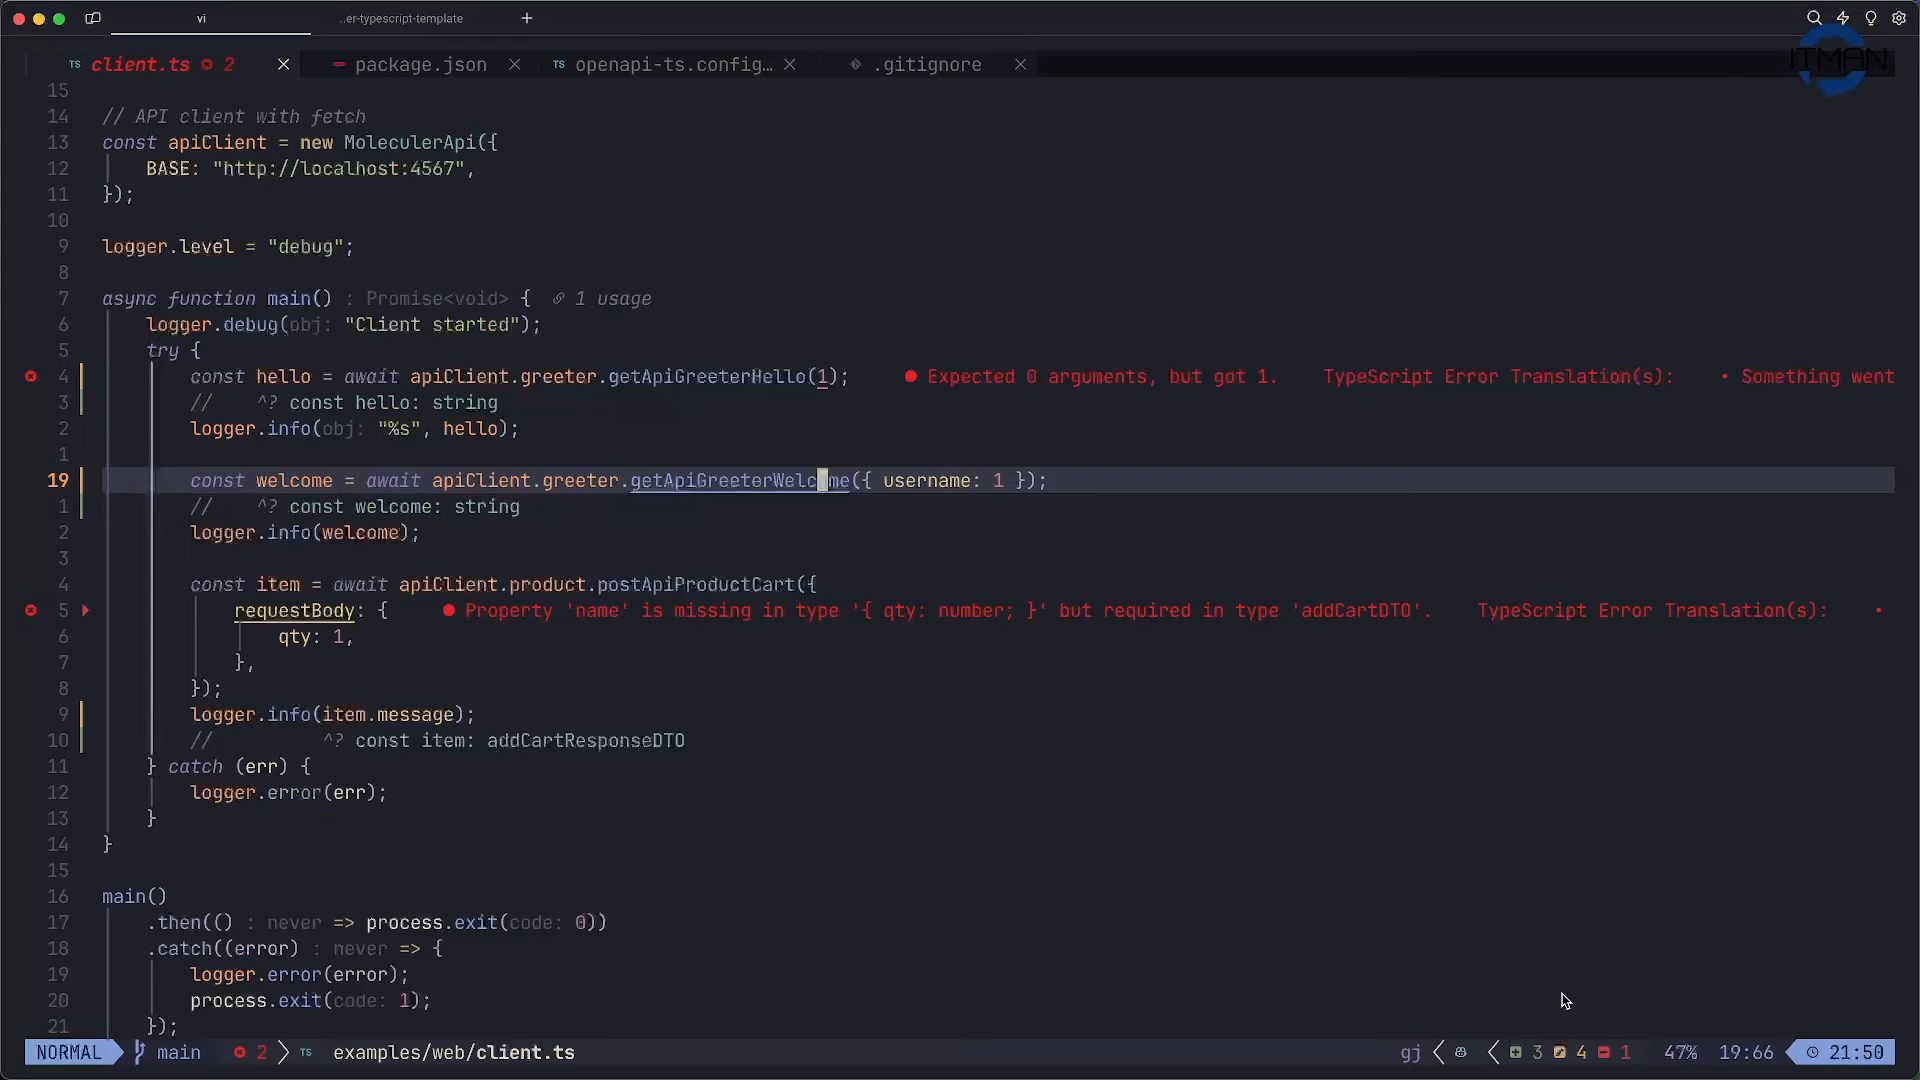 vi
..er-typescript-template
+
TS client.ts 2
package.json
TS openapi-ts.config…
.gitignore
ITMAN
15
14 // API client with fetch
13 const apiClient = new MoleculerApi({
12 BASE: "http://localhost:4567",
11 });
10
9 logger.level = "debug";
8
7 async function main() : Promise<void> { 1 usage
6 logger.debug(obj: "Client started");
5 try {
4 const hello = await apiClient.greeter.getApiGreeterHello(1); Expected 0 arguments, but got 1. TypeScript Error Translation(s): • Something went
3 // ^? const hello: string
2 logger.info(obj: "%s", hello);
1
19 const welcome = await apiClient.greeter.getApiGreeterWelcome({ username: 1 });
1 // ^? const welcome: string
2 logger.info(welcome);
3
4 const item = await apiClient.product.postApiProductCart({
5 requestBody: { Property 'name' is missing in type '{ qty: number; }' but required in type 'addCartDTO'. TypeScript Error Translation(s): •
6 qty: 1,
7 },
8 });
9 logger.info(item.message);
10 // ^? const item: addCartResponseDTO
11 } catch (err) {
12 logger.error(err);
13 }
14 }
15
16 main()
17 .then(() : never => process.exit(code: 0))
18 .catch((error) : never => {
19 logger.error(error);
20 process.exit(code: 1);
21 });
NORMAL main 2 TS examples/web/client.ts gj 3 4 1 47% 19:66 21:50